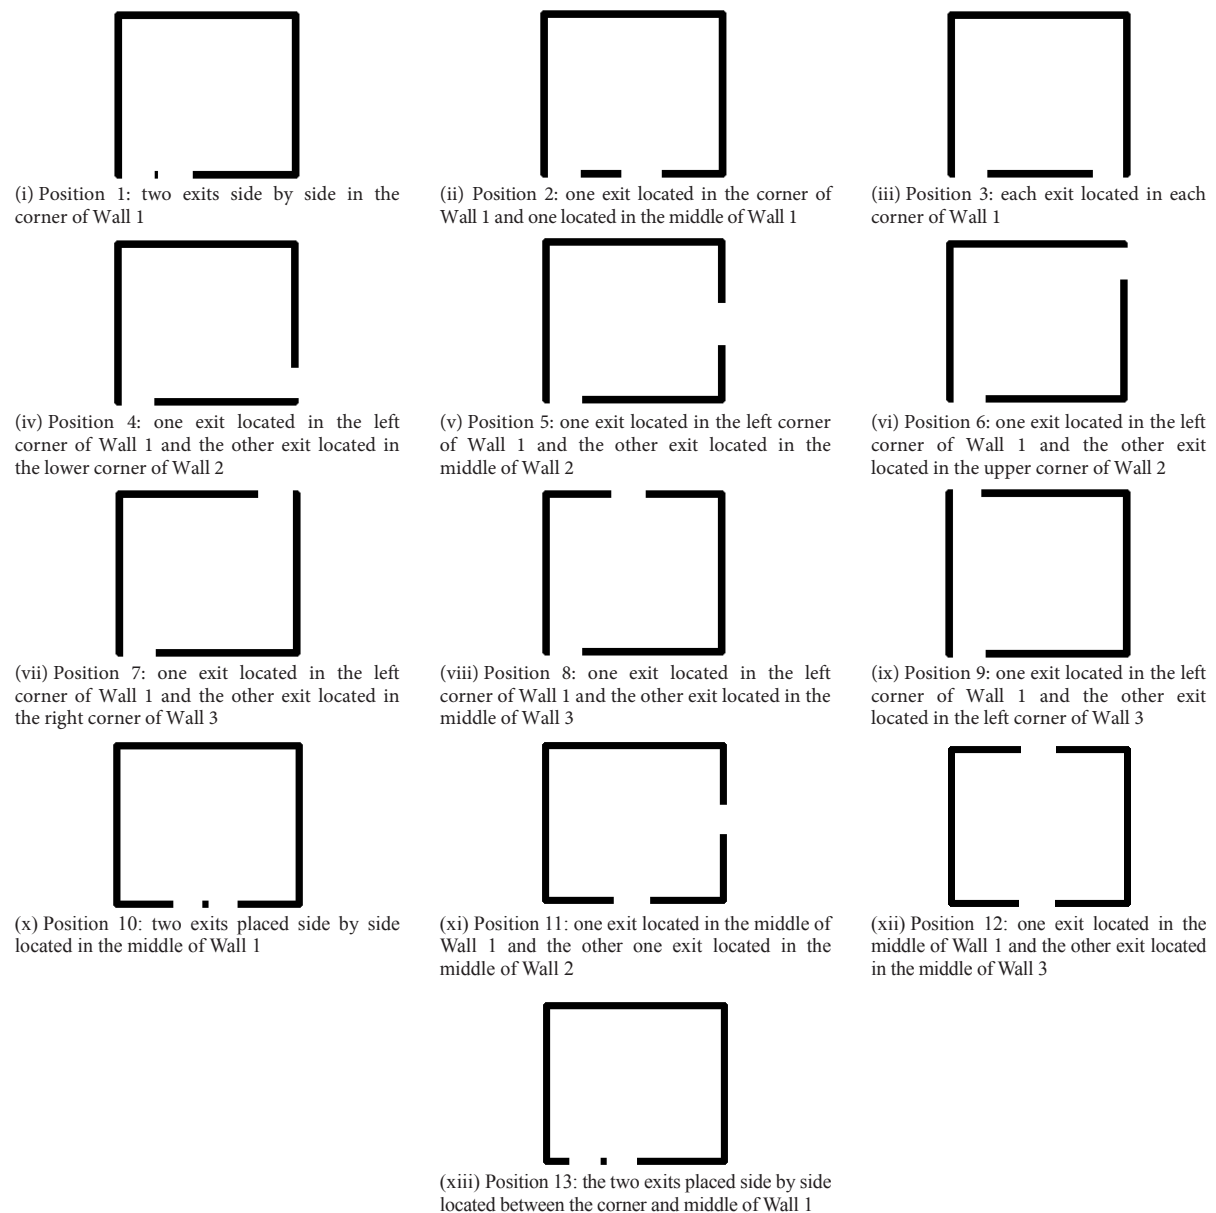 (i) Position 1: two exits side by side in the
corner of Wall 1
(ii) Position 2: one exit located in the corner of
Wall 1 and one located in the middle of Wall 1
(iii) Position 3: each exit located in each
corner of Wall 1
(iv) Position 4: one exit located in the left
corner of Wall 1 and the other exit located in
the lower corner of Wall 2
(v) Position 5: one exit located in the left corner
of Wall 1 and the other exit located in the
middle of Wall 2
(vi) Position 6: one exit located in the left
corner of Wall 1 and the other exit
located in the upper corner of Wall 2
(vii) Position 7: one exit located in the left
corner of Wall 1 and the other exit located in
the right corner of Wall 3
(viii) Position 8: one exit located in the left
corner of Wall 1 and the other exit located in the
middle of Wall 3
(ix) Position 9: one exit located in the left
corner of Wall 1 and the other exit
located in the left corner of Wall 3
(x) Position 10: two exits placed side by side
located in the middle of Wall 1
(xi) Position 11: one exit located in the middle of
Wall 1 and the other one exit located in the
middle of Wall 2
(xii) Position 12: one exit located in the
middle of Wall 1 and the other exit located
in the middle of Wall 3
(xiii) Position 13: the two exits placed side by side
located between the corner and middle of Wall 1